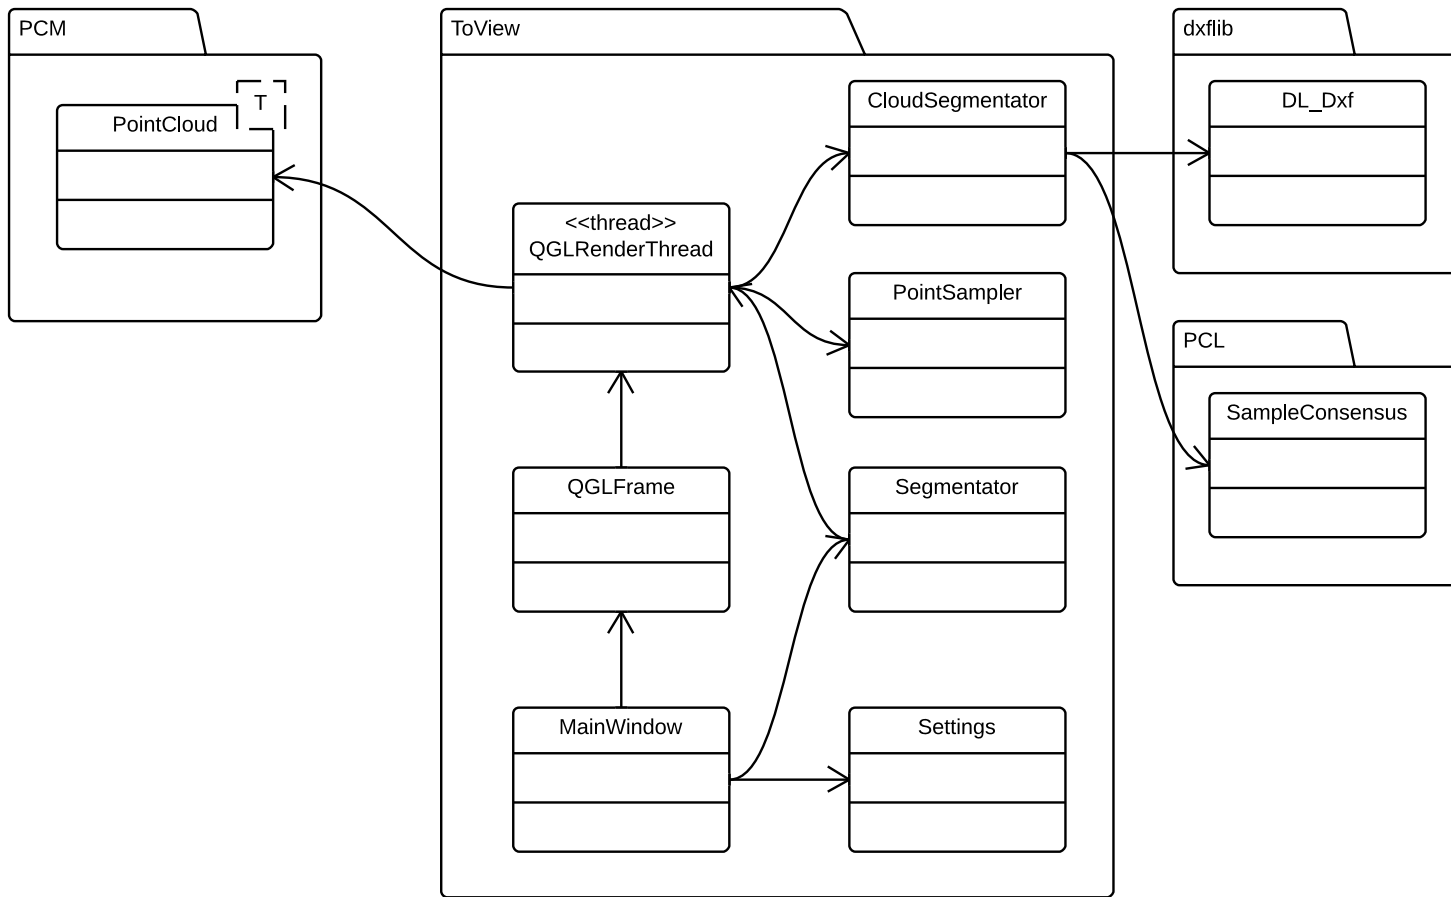 PCM
T
PointCloud
ToView
<<thread>>
QGLRenderThread
QGLFrame
MainWindow
CloudSegmentator
PointSampler
Segmentator
Settings
dxflib
DL_Dxf
PCL
SampleConsensus